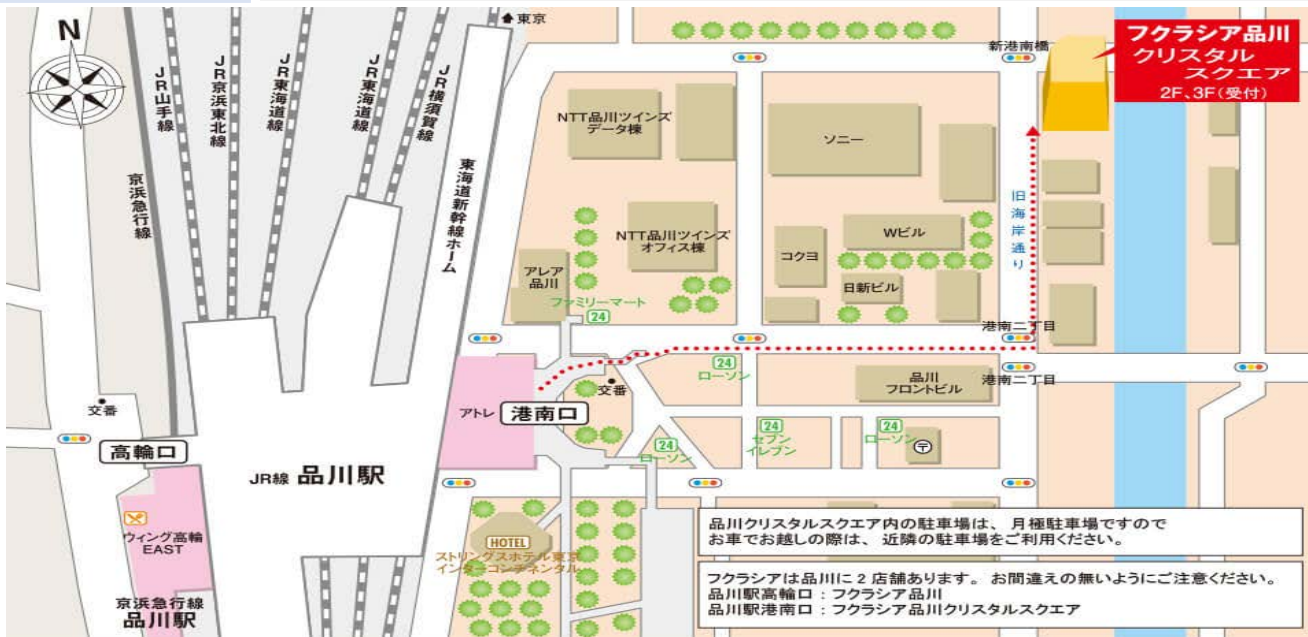 N
東京
JR山手線
JR京浜東北線
JR東海道線
JR東海道線
JR横須賀線
京浜急行線
東海道新幹線ホーム
新港南橋
フクラシア品川
クリスタル
スクエア
2F、3F(受付)
NTT品川ツインズ
データ棟
ソニー
NTT品川ツインズ
オフィス棟
Wビル
コクヨ
日新ビル
旧海岸通り
アレア
品川
ファミリーマート
24
港南二丁目
24
ローソン
品川
フロントビル
港南二丁目
交番
アトレ
港南口
交番
高輪口
JR線 品川駅
24
ローソン
24
セブン
イレブン
24
ローソン
〒
ウィング高輪
EAST
京浜急行線
品川駅
HOTEL
ストリングスホテル東京
インターコンチネンタル
品川クリスタルスクエア内の駐車場は、月極駐車場ですので
お車でお越しの際は、近隣の駐車場をご利用ください。
フクラシアは品川に2店舗あります。お間違えの無いようにご注意ください。
品川駅高輪口：フクラシア品川
品川駅港南口：フクラシア品川クリスタルスクエア